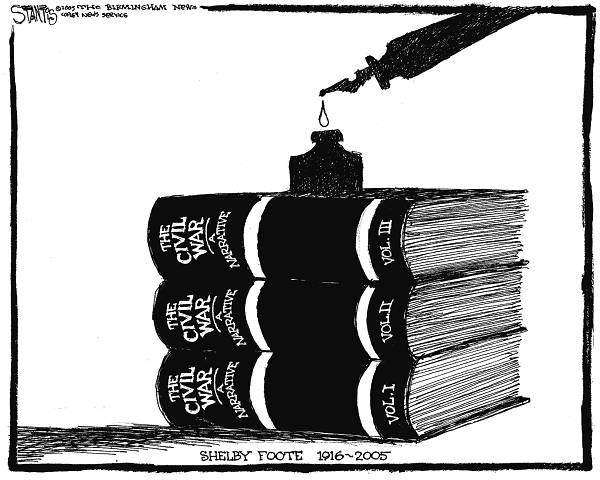 STANTIS ©2005 THE BIRMINGHAM NEWS
COPLEY NEWS SERVICE
THE
CIVIL
WAR
A
NARRATIVE
VOL. III
THE
CIVIL
WAR
A
NARRATIVE
VOL. II
THE
CIVIL
WAR
A
NARRATIVE
VOL. I
SHELBY FOOTE 1916~2005